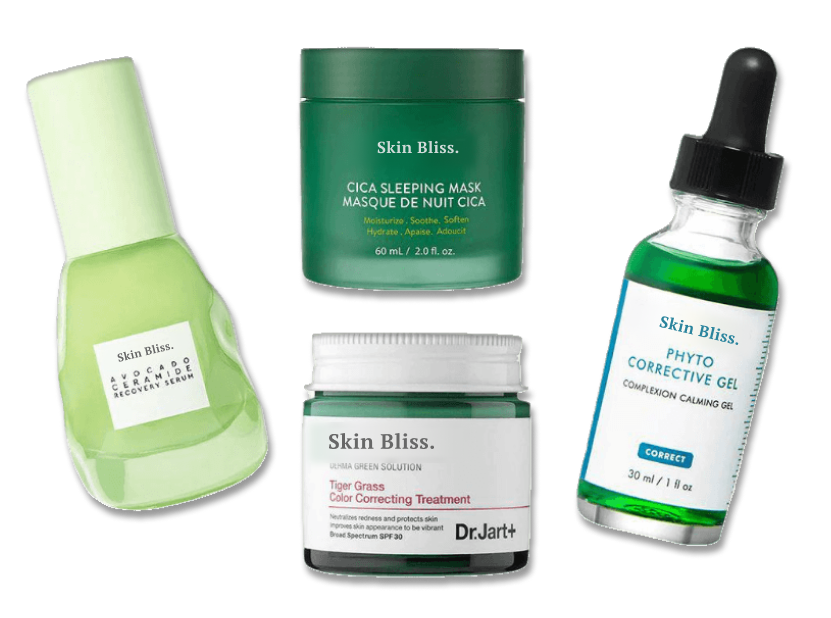 Skin Bliss.
AVOCADO
CERAMIDE
RECOVERY SERUM
Skin Bliss.
CICA SLEEPING MASK
MASQUE DE NUIT CICA
Moisturize . Soothe . Soften
Hydrate . Apaise . Adoucit
60 mL / 2.0 fl. oz.
Skin Bliss.
DERMA GREEN SOLUTION
Tiger Grass
Color Correcting Treatment
Neutralizes redness and protects skin
Improves skin appearance to be vibrant
Broad Spectrum SPF 30
Dr.Jart+
Skin Bliss.
PHYTO
CORRECTIVE GEL
COMPLEXION CALMING GEL
CORRECT
30 ml / 1 fl oz